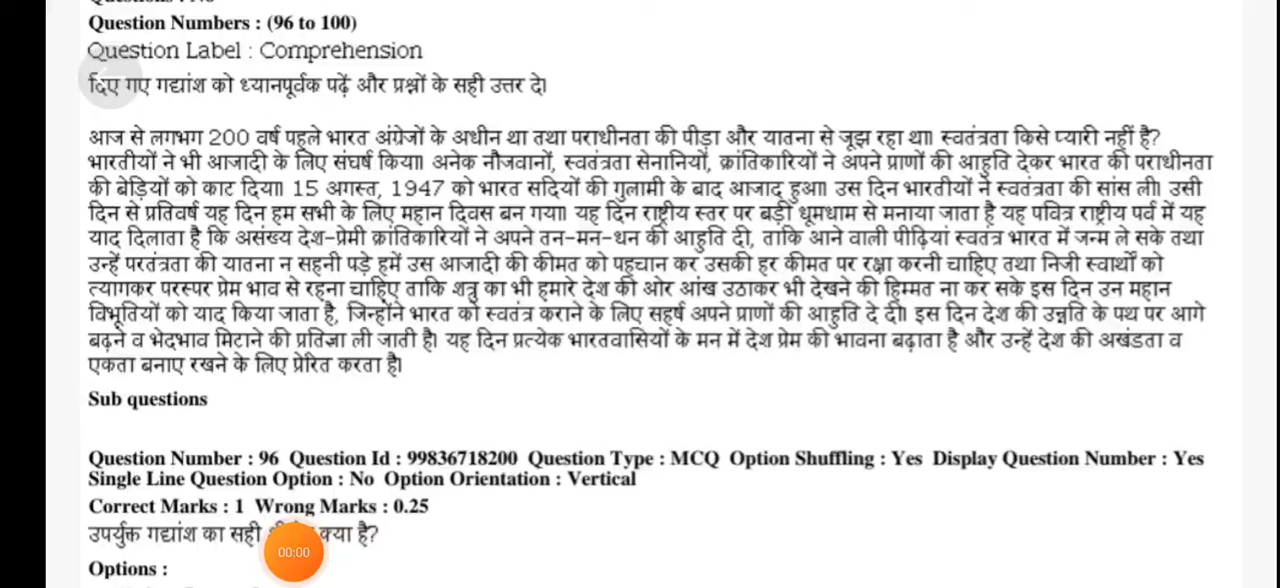 Question Numbers : (96 to 100)
Question Label : Comprehension
दिए गए गद्यांश को ध्यानपूर्वक पढ़ें और प्रश्नों के सही उत्तर दे।
आज से लगभग 200 वर्ष पहले भारत अंग्रेजों के अधीन था तथा पराधीनता की पीड़ा और यातना से जूझ रहा था। स्वतंत्रता किसे प्यारी नहीं है?
भारतीयों ने भी आजादी के लिए संघर्ष किया। अनेक नौजवानों, स्वतंत्रता सेनानियों, क्रांतिकारियों ने अपने प्राणों की आहुति देकर भारत की पराधीनता
की बेड़ियों को काट दिया। 15 अगस्त, 1947 को भारत सदियों की गुलामी के बाद आजाद हुआ। उस दिन भारतीयों ने स्वतंत्रता की सांस ली। उसी
दिन से प्रतिवर्ष यह दिन हम सभी के लिए महान दिवस बन गया। यह दिन राष्ट्रीय स्तर पर बड़ी धूमधाम से मनाया जाता है यह पवित्र राष्ट्रीय पर्व में यह
याद दिलाता है कि असंख्य देश-प्रेमी क्रांतिकारियों ने अपने तन-मन-धन की आहुति दी, ताकि आने वाली पीढ़ियां स्वतंत्र भारत में जन्म ले सके तथा
उन्हें परतंत्रता की यातना न सहनी पड़े हमें उस आजादी की कीमत को पहचान कर उसकी हर कीमत पर रक्षा करनी चाहिए तथा निजी स्वार्थों को
त्यागकर परस्पर प्रेम भाव से रहना चाहिए ताकि शत्रु का भी हमारे देश की ओर आंख उठाकर भी देखने की हिम्मत ना कर सके इस दिन उन महान
विभूतियों को याद किया जाता है, जिन्होंने भारत को स्वतंत्र कराने के लिए सहर्ष अपने प्राणों की आहुति दे दी। इस दिन देश की उन्नति के पथ पर आगे
बढ़ने व भेदभाव मिटाने की प्रतिज्ञा ली जाती है। यह दिन प्रत्येक भारतवासियों के मन में देश प्रेम की भावना बढ़ाता है और उन्हें देश की अखंडता व
एकता बनाए रखने के लिए प्रेरित करता है।
Sub questions
Question Number : 96 Question Id : 99836718200 Question Type : MCQ Option Shuffling : Yes Display Question Number : Yes
Single Line Question Option : No Option Orientation : Vertical
Correct Marks : 1 Wrong Marks : 0.25
उपर्युक्त गद्यांश का सही क्या है?
00:00
Options :